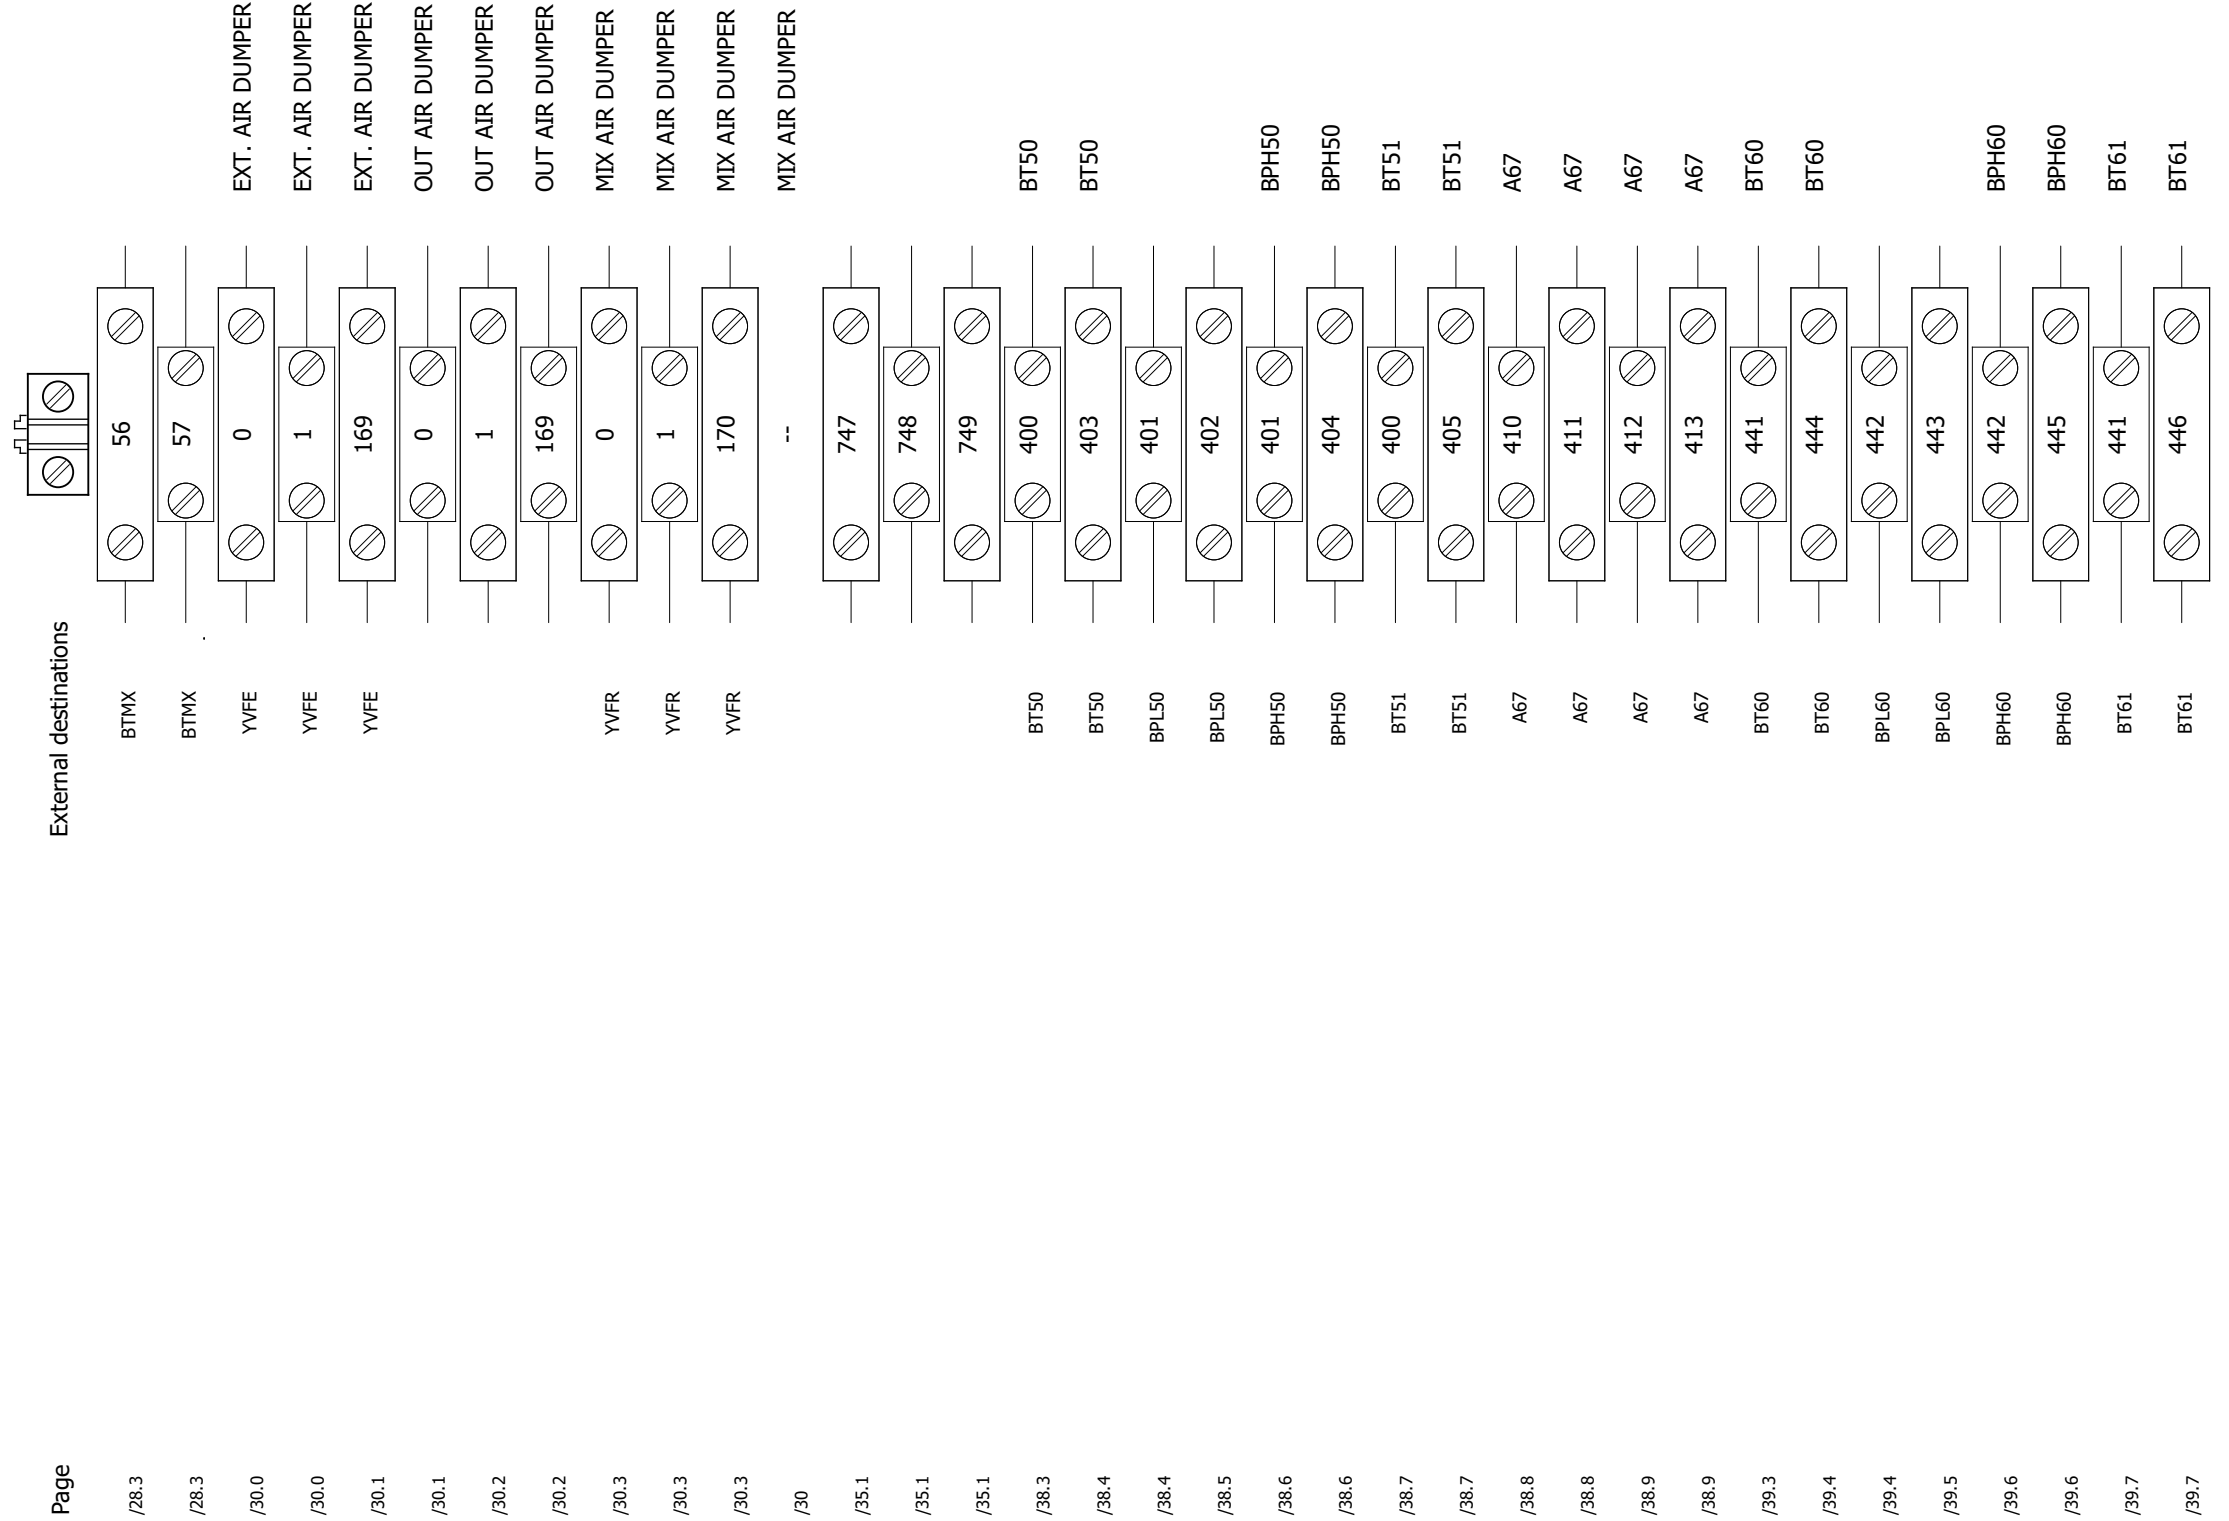 External destinations
Page
BTMX 56 /28.3
BTMX 57 /28.3
EXT. AIR DUMPER 0 YVFE /30.0
EXT. AIR DUMPER 1 YVFE /30.0
EXT. AIR DUMPER 169 YVFE /30.1
OUT AIR DUMPER 0 /30.1
OUT AIR DUMPER 1 /30.2
OUT AIR DUMPER 169 /30.2
MIX AIR DUMPER 0 YVFR /30.3
MIX AIR DUMPER 1 YVFR /30.3
MIX AIR DUMPER 170 YVFR /30.3
MIX AIR DUMPER -- /30
747 /35.1
748 /35.1
749 /35.1
BT50 400 BT50 /38.3
BT50 403 BT50 /38.4
401 BPL50 /38.4
402 BPL50 /38.5
BPH50 401 BPH50 /38.6
BPH50 404 BPH50 /38.6
BT51 400 BT51 /38.7
BT51 405 BT51 /38.7
A67 410 A67 /38.8
A67 411 A67 /38.8
A67 412 A67 /38.9
A67 413 A67 /38.9
BT60 441 BT60 /39.3
BT60 444 BT60 /39.4
442 BPL60 /39.4
443 BPL60 /39.5
BPH60 442 BPH60 /39.6
BPH60 445 BPH60 /39.6
BT61 441 BT61 /39.7
BT61 446 BT61 /39.7